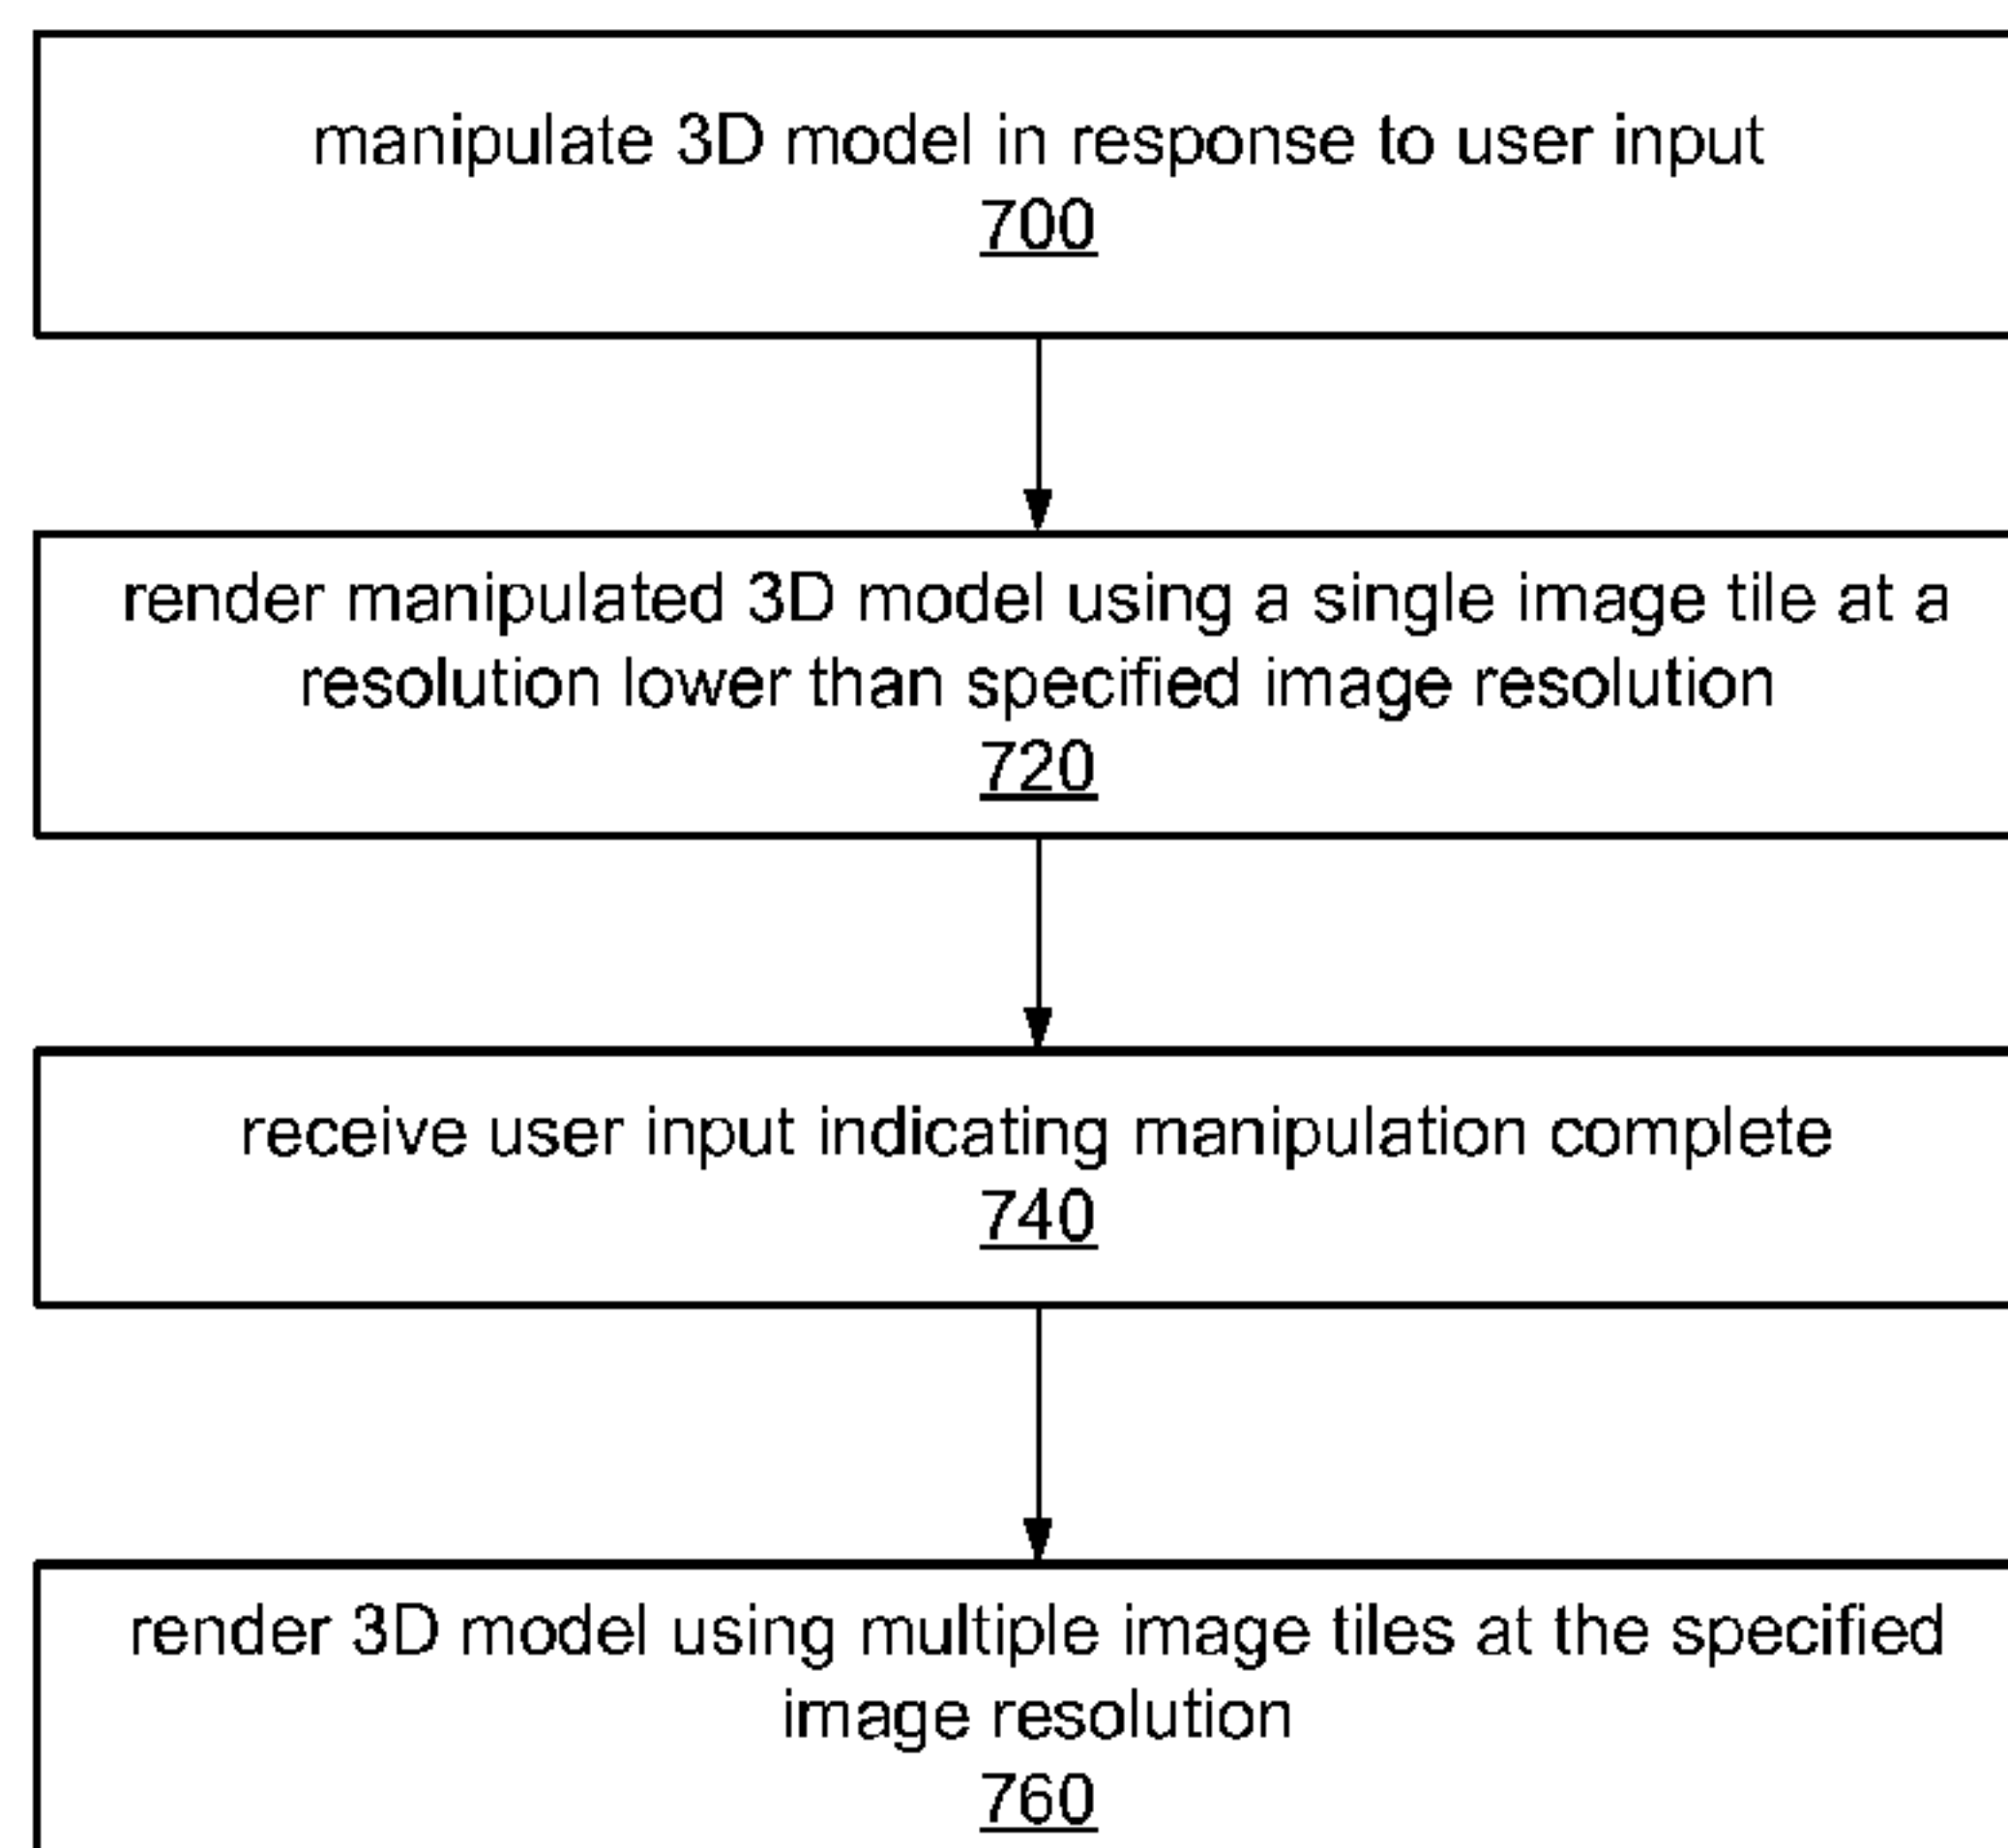 manipulate 3D model in response to user input
700
render manipulated 3D model using a single image tile at a
resolution lower than specified image resolution
720
receive user input indicating manipulation complete
740
render 3D model using multiple image tiles at the specified
image resolution
760